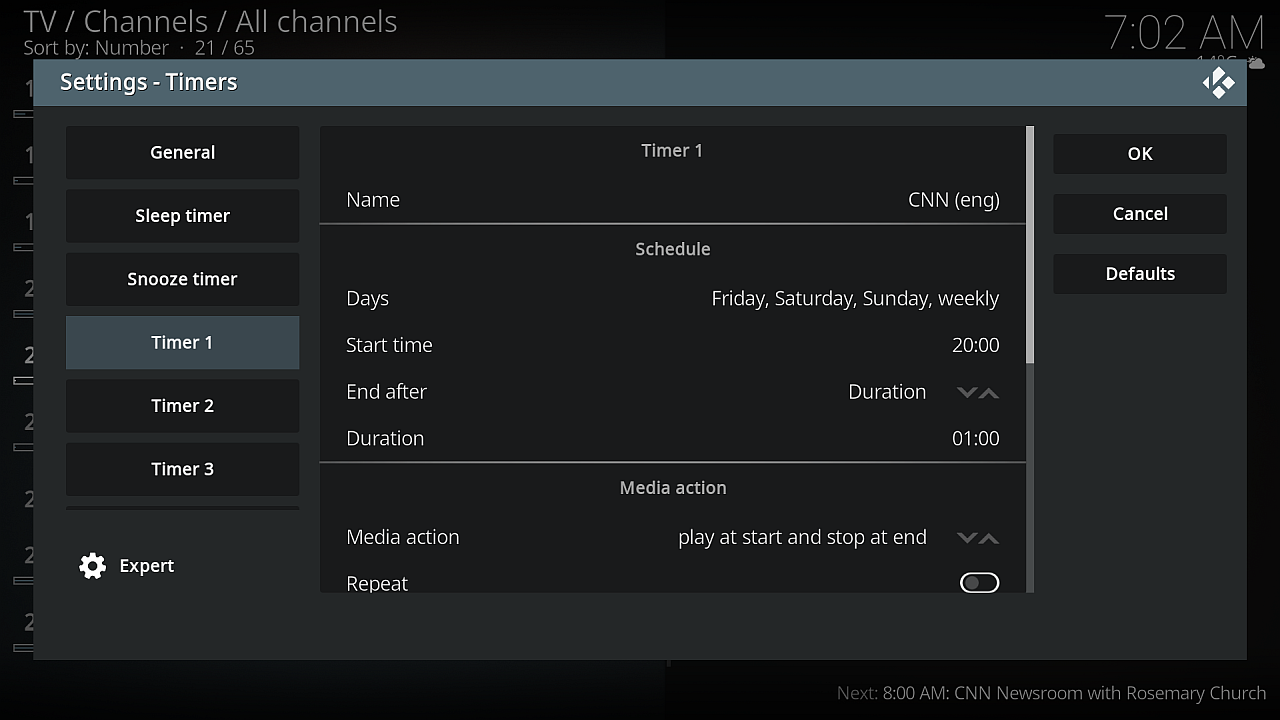 TV / Channels / All channels
Sort by: Number · 21 / 65
7:02 AM
Settings - Timers
General
Sleep timer
Snooze timer
Timer 1
Timer 2
Timer 3
Expert
Timer 1
Name CNN (eng)
Schedule
Days Friday, Saturday, Sunday, weekly
Start time 20:00
End after Duration
Duration 01:00
Media action
Media action play at start and stop at end
Repeat
OK
Cancel
Defaults
Next: 8:00 AM: CNN Newsroom with Rosemary Church